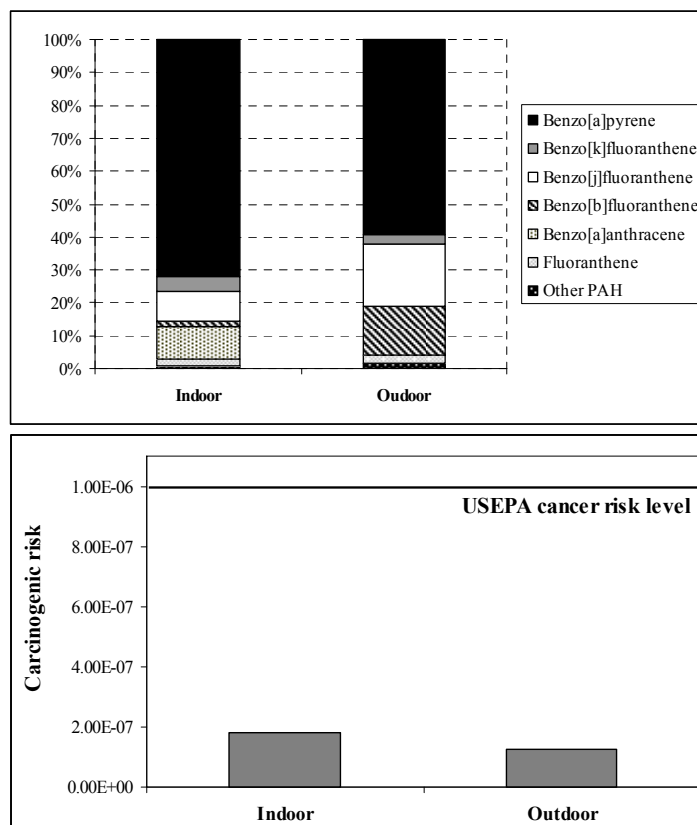 100%
90%
80%
70%
60%
50%
40%
30%
20%
10%
0%
Indoor
Oudoor
Benzo[a]pyrene
Benzo[k]fluoranthene
Benzo[j]fluoranthene
Benzo[b]fluoranthene
Benzo[a]anthracene
Fluoranthene
Other PAH
Carcinogenic risk
1.00E-06
8.00E-07
6.00E-07
4.00E-07
2.00E-07
0.00E+00
USEPA cancer risk level
Indoor
Outdoor